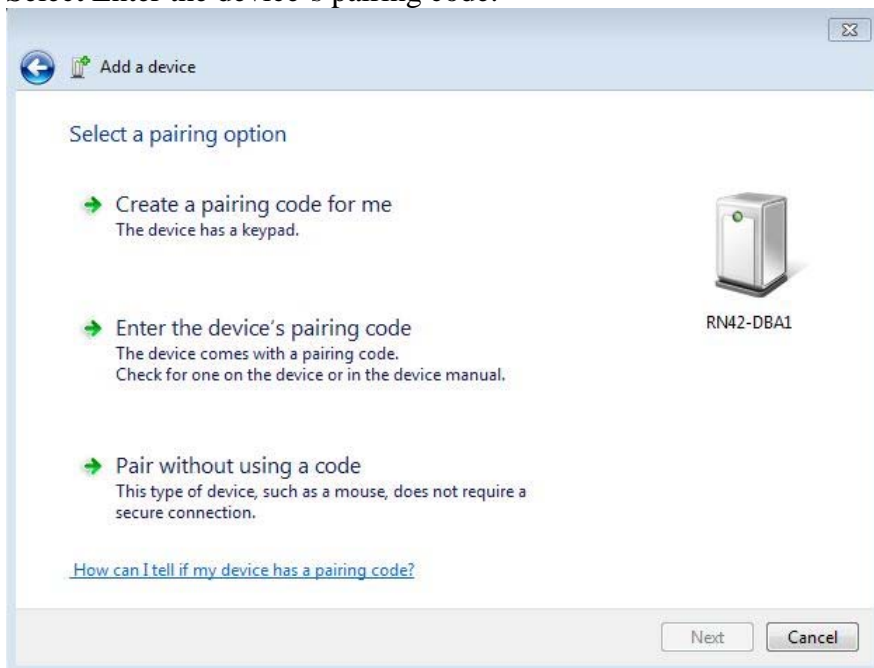 Select Enter the device's pairing code.
Add a device
Select a pairing option
Create a pairing code for me
The device has a keypad.
Enter the device's pairing code
The device comes with a pairing code.
Check for one on the device or in the device manual.
RN42-DBA1
Pair without using a code
This type of device, such as a mouse, does not require a
secure connection.
How can I tell if my device has a pairing code?
Next
Cancel